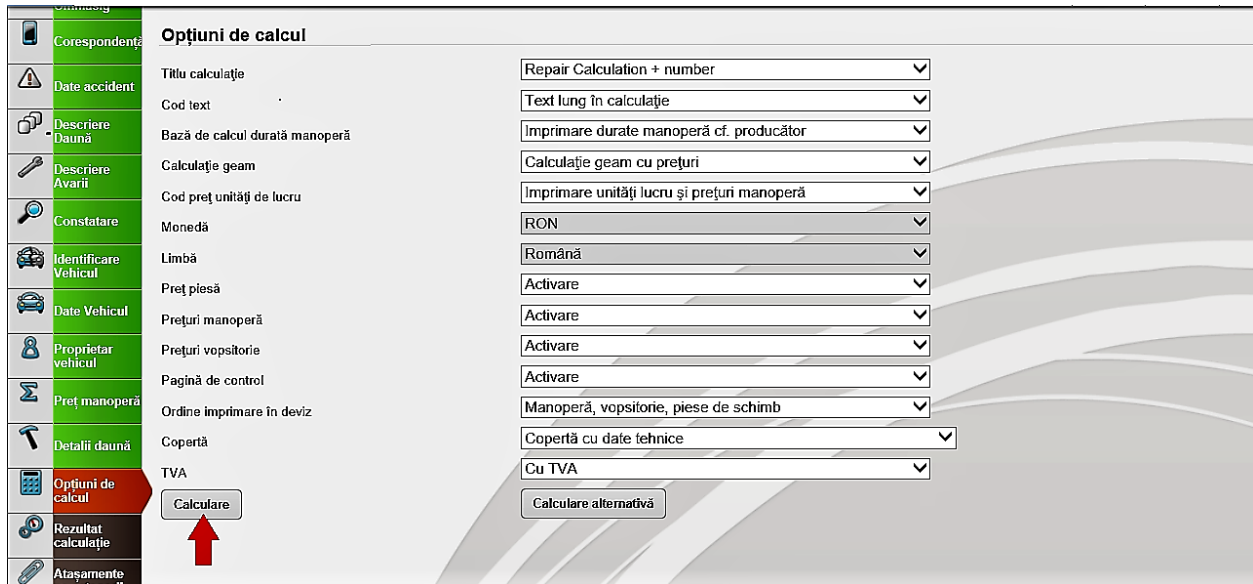 Corespondență
Date accident
Descriere
Daună
Descriere
Avarii
Constatare
Identificare
Vehicul
Date Vehicul
Proprietar
vehicul
Preț manoperă
Detalii daună
Opțiuni de
calcul
Rezultat
calculație
Atașamente
Opțiuni de calcul
Titlu calculație Repair Calculation + number
Cod text Text lung în calculație
Bază de calcul durată manoperă Imprimare durate manoperă cf. producător
Calculație geam Calculație geam cu prețuri
Cod preț unități de lucru Imprimare unități lucru și prețuri manoperă
Monedă RON
Limbă Română
Preț piesă Activare
Prețuri manoperă Activare
Prețuri vopsitorie Activare
Pagină de control Activare
Ordine imprimare în deviz Manoperă, vopsitorie, piese de schimb
Copertă Copertă cu date tehnice
TVA Cu TVA
Calculare Calculare alternativă